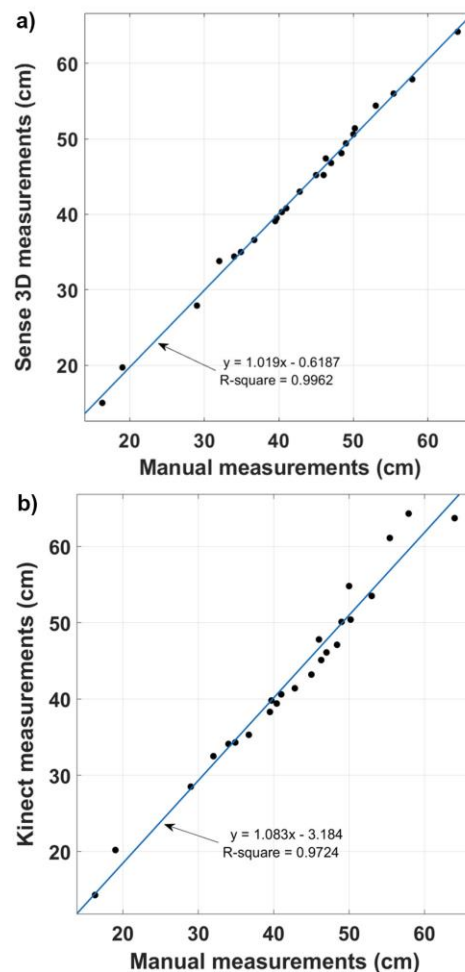 a)
Sense 3D measurements (cm)
60
50
40
30
20
y = 1.019x - 0.6187
R-square = 0.9962
20 30 40 50 60
Manual measurements (cm)
b)
Kinect measurements (cm)
60
50
40
30
20
y = 1.083x - 3.184
R-square = 0.9724
20 30 40 50 60
Manual measurements (cm)